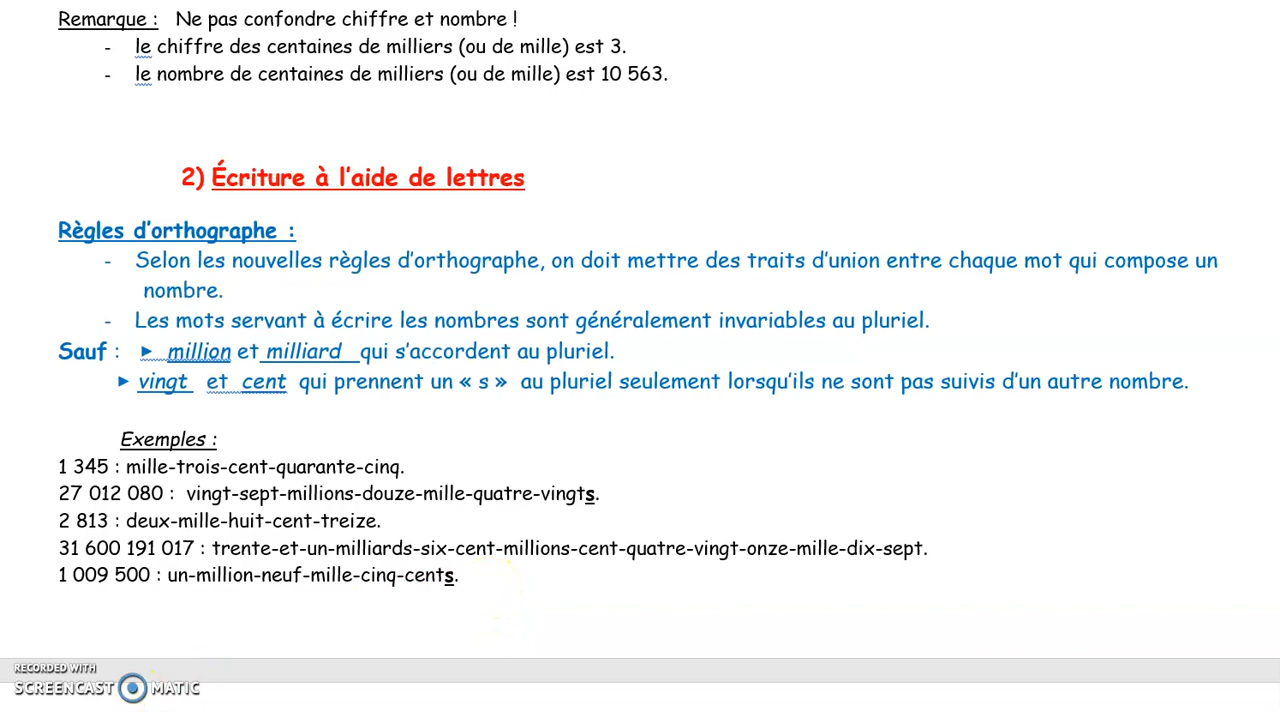 Remarque : Ne pas confondre chiffre et nombre !
- le chiffre des centaines de milliers (ou de mille) est 3.
- le nombre de centaines de milliers (ou de mille) est 10 563.
2) Écriture à l'aide de lettres
Règles d'orthographe :
- Selon les nouvelles règles d'orthographe, on doit mettre des traits d'union entre chaque mot qui compose un
nombre.
- Les mots servant à écrire les nombres sont généralement invariables au pluriel.
Sauf : ► million et milliard qui s'accordent au pluriel.
► vingt et cent qui prennent un « s » au pluriel seulement lorsqu'ils ne sont pas suivis d'un autre nombre.
Exemples :
1 345 : mille-trois-cent-quarante-cinq.
27 012 080 : vingt-sept-millions-douze-mille-quatre-vingts.
2 813 : deux-mille-huit-cent-treize.
31 600 191 017 : trente-et-un-milliards-six-cent-millions-cent-quatre-vingt-onze-mille-dix-sept.
1 009 500 : un-million-neuf-mille-cinq-cents.
RECORDED WITH
SCREENCAST MATIC